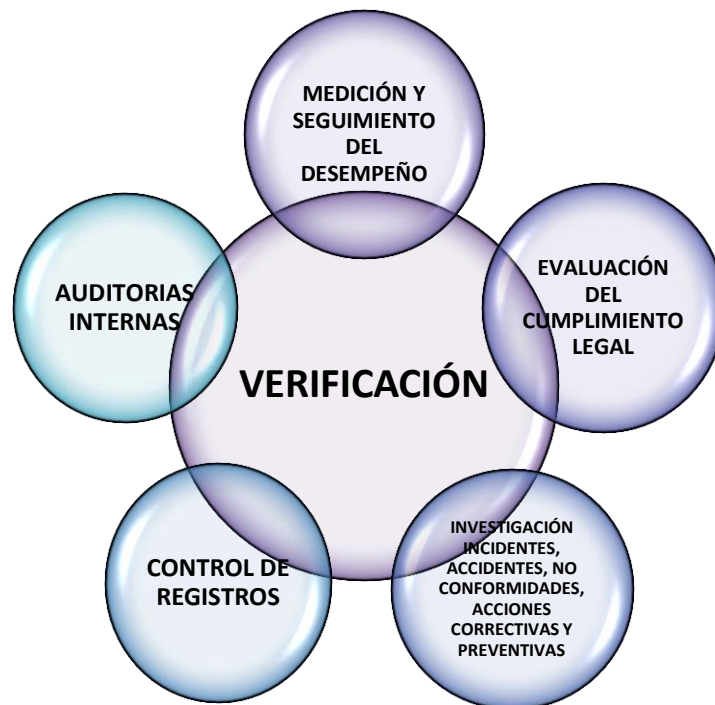 MEDICIÓN Y
SEGUIMIENTO
DEL
DESEMPEÑO
EVALUACIÓN
DEL
CUMPLIMIENTO
LEGAL
AUDITORIAS
INTERNAS
VERIFICACIÓN
CONTROL DE
REGISTROS
INVESTIGACIÓN
INCIDENTES,
ACCIDENTES, NO
CONFORMIDADES,
ACCIONES
CORRECTIVAS Y
PREVENTIVAS